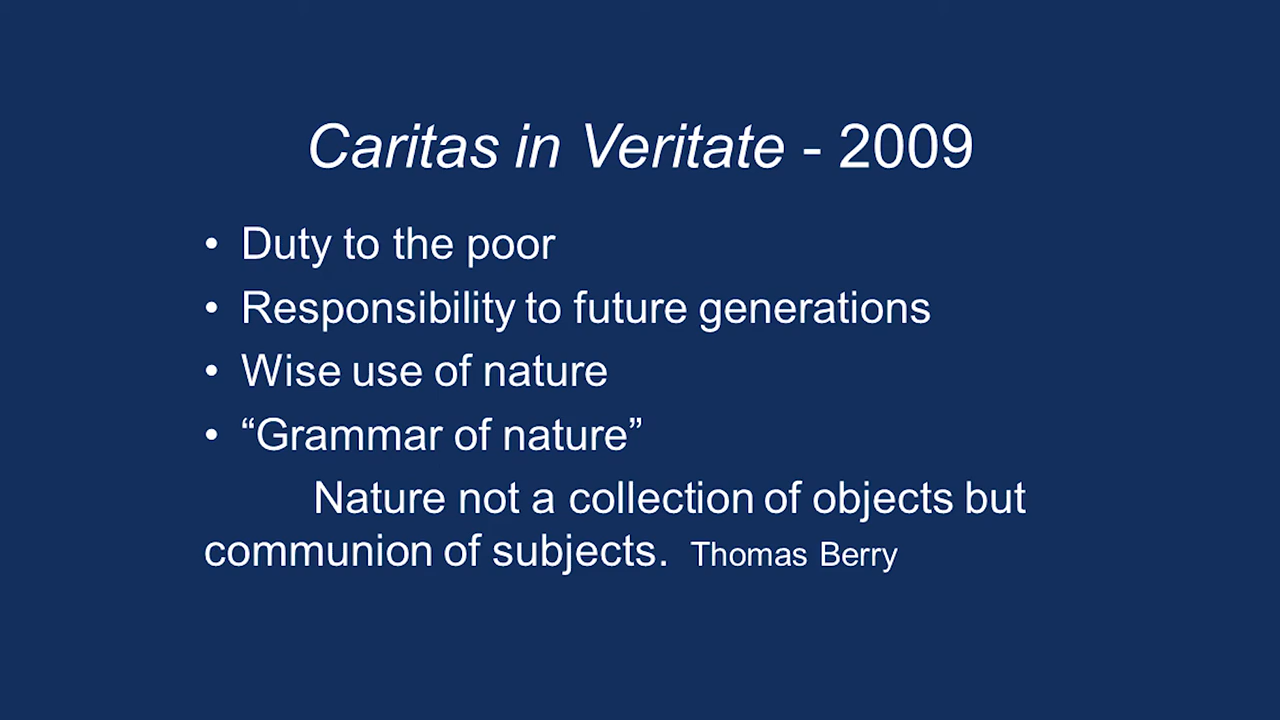 Caritas in Veritate - 2009
• Duty to the poor
• Responsibility to future generations
• Wise use of nature
• “Grammar of nature”
Nature not a collection of objects but
communion of subjects. Thomas Berry